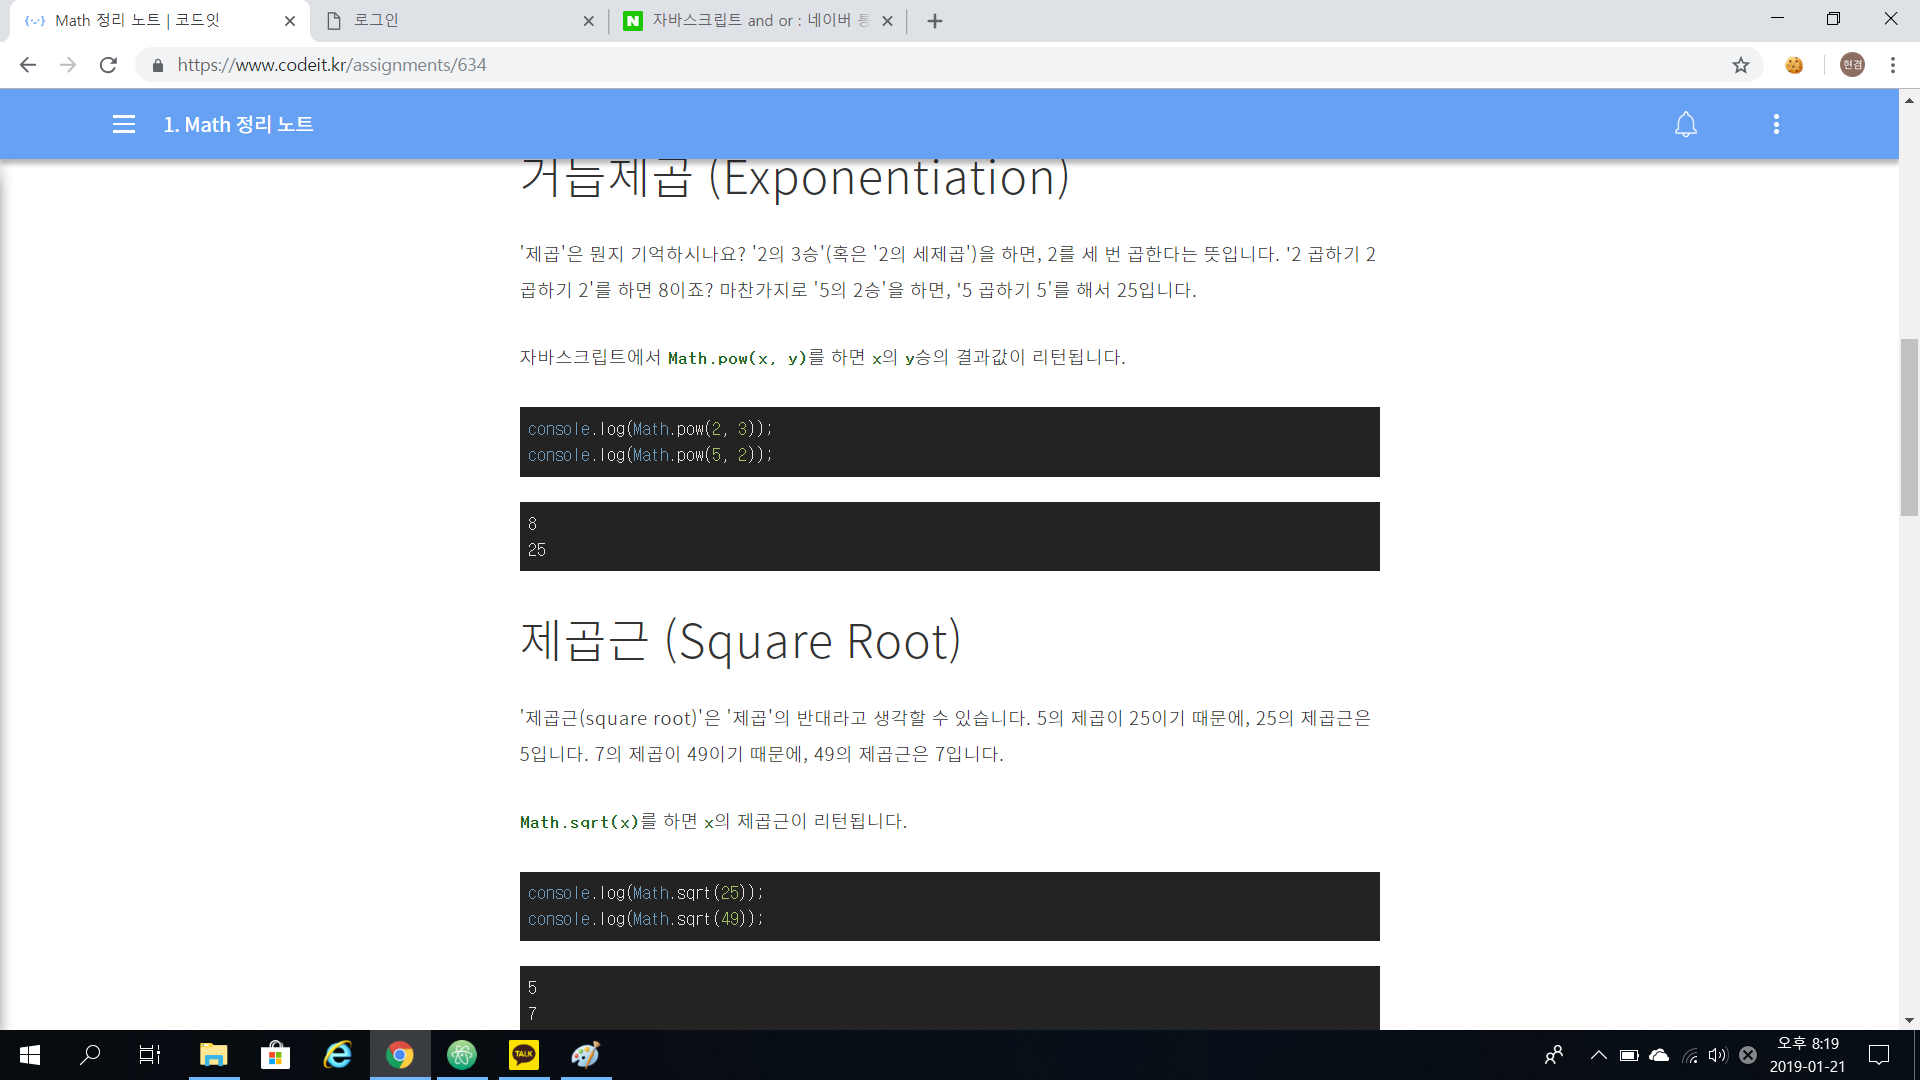 Math 정리 노트 | 코드잇
로그인
자바스크립트 and or : 네이버 통
https://www.codeit.kr/assignments/634
현겸
1. Math 정리 노트
거듭제곱 (Exponentiation)
'제곱'은 뭔지 기억하시나요? '2의 3승'(혹은 '2의 세제곱')을 하면, 2를 세 번 곱한다는 뜻입니다. '2 곱하기 2
곱하기 2'를 하면 8이죠? 마찬가지로 '5의 2승'을 하면, '5 곱하기 5'를 해서 25입니다.
자바스크립트에서 Math.pow(x, y)를 하면 x의 y승의 결과값이 리턴됩니다.
console.log(Math.pow(2, 3));
console.log(Math.pow(5, 2));
8
25
제곱근 (Square Root)
'제곱근(square root)'은 '제곱'의 반대라고 생각할 수 있습니다. 5의 제곱이 25이기 때문에, 25의 제곱근은
5입니다. 7의 제곱이 49이기 때문에, 49의 제곱근은 7입니다.
Math.sqrt(x)를 하면 x의 제곱근이 리턴됩니다.
console.log(Math.sqrt(25));
console.log(Math.sqrt(49));
5
7
TALK
오후 8:19
2019-01-21